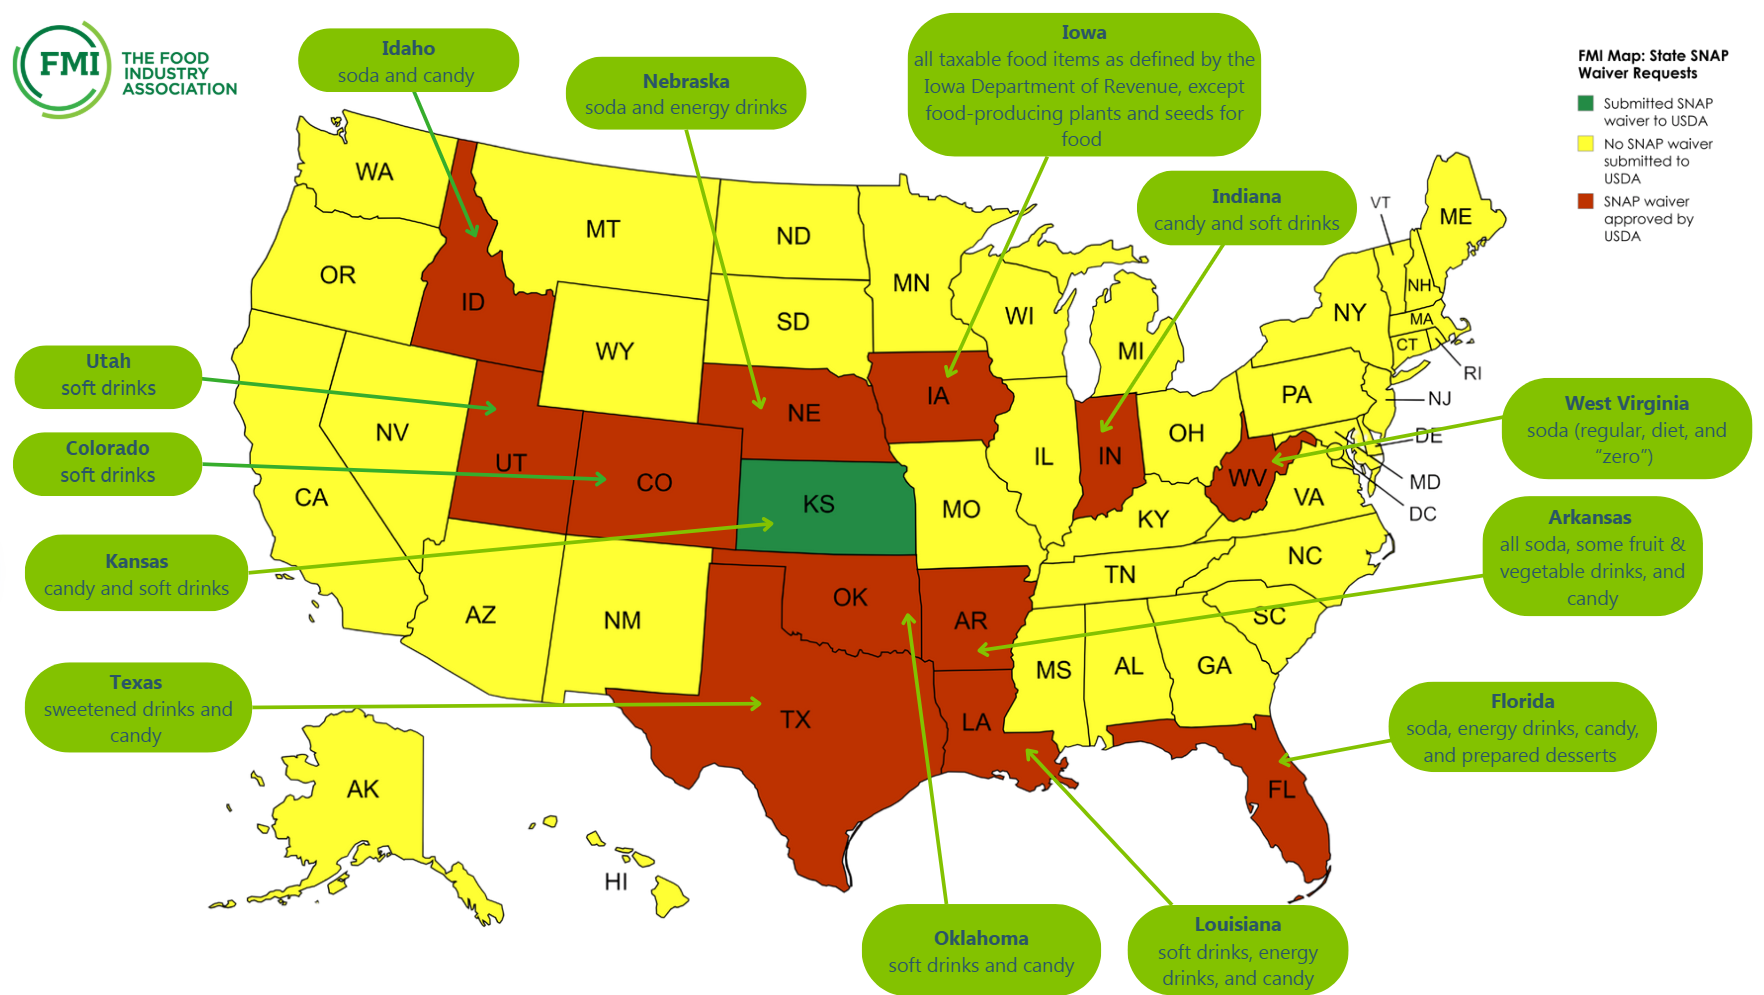 FMI
THE FOOD
INDUSTRY
ASSOCIATION
Idaho
soda and candy
Nebraska
soda and energy drinks
Iowa
all taxable food items as defined by the
Iowa Department of Revenue, except
food-producing plants and seeds for
food
Indiana
candy and soft drinks
FMI Map: State SNAP
Waiver Requests
Submitted SNAP
waiver to USDA
No SNAP waiver
submitted to
USDA
SNAP waiver
approved by
USDA
Utah
soft drinks
Colorado
soft drinks
Kansas
candy and soft drinks
Texas
sweetened drinks and
candy
West Virginia
soda (regular, diet, and
“zero”)
Arkansas
all soda, some fruit &
vegetable drinks, and
candy
Florida
soda, energy drinks, candy,
and prepared desserts
Oklahoma
soft drinks and candy
Louisiana
soft drinks, energy
drinks, and candy
WA
OR
ID
MT
ND
MN
WI
MI
VT
ME
NH
NY
MA
CT
RI
SD
WY
NV
UT
CO
NE
IA
IL
IN
OH
PA
NJ
DE
MD
DC
CA
KS
MO
KY
WV
VA
AZ
NM
OK
AR
TN
NC
SC
TX
LA
MS
AL
GA
FL
AK
HI